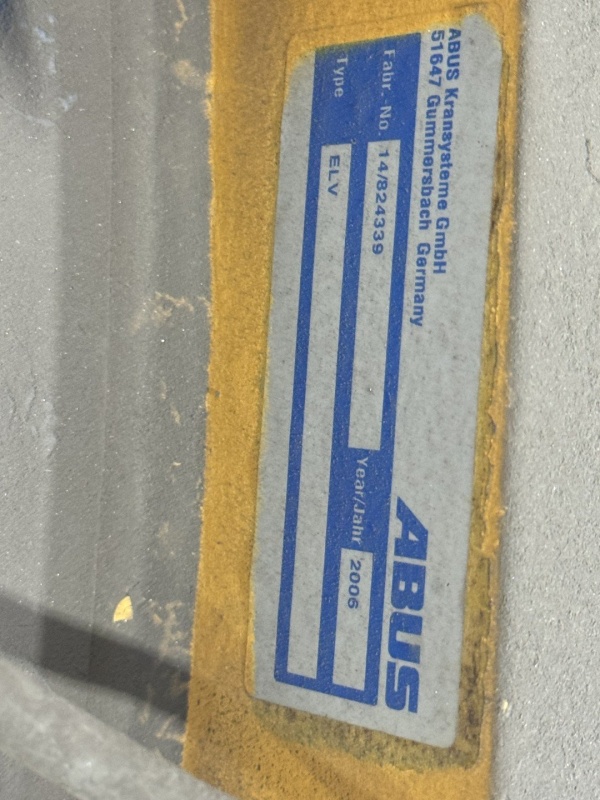 ABUS Kransysteme GmbH
51647 Gummersbach Germany
ABUS
Fabr. No. 14/824339 Year/Jahr 2006
Type ELV